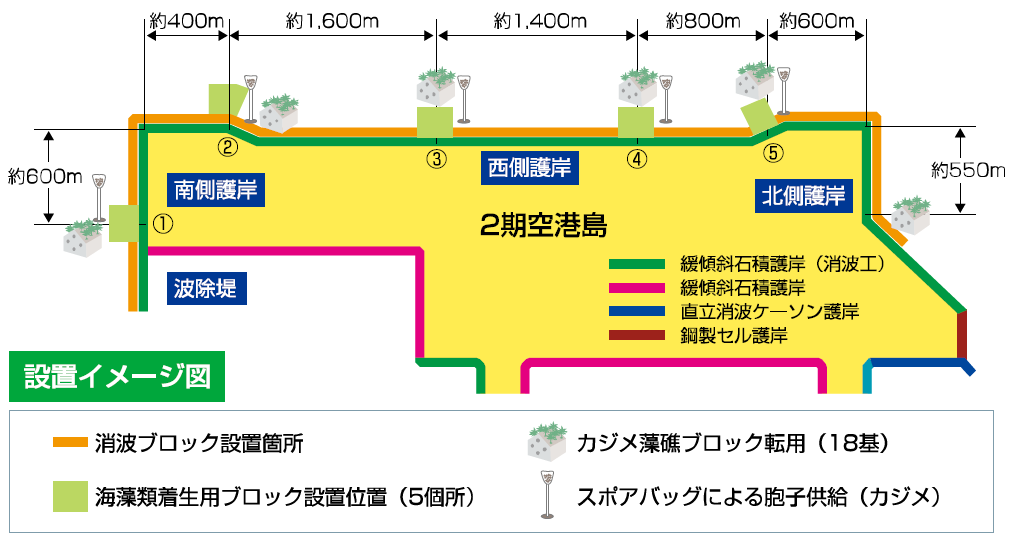 約400m
約1,600m
約1,400m
約800m
約600m
②
③
④
⑤
約600m
南側護岸
西側護岸
北側護岸
約550m
①
2期空港島
波除堤
緩傾斜石積護岸（消波工）
緩傾斜石積護岸
直立消波ケーソン護岸
鋼製セル護岸
設置イメージ図
消波ブロック設置箇所
カジメ藻礁ブロック転用（18基）
海藻類着生用ブロック設置位置（5個所）
スポアバッグによる胞子供給（カジメ）